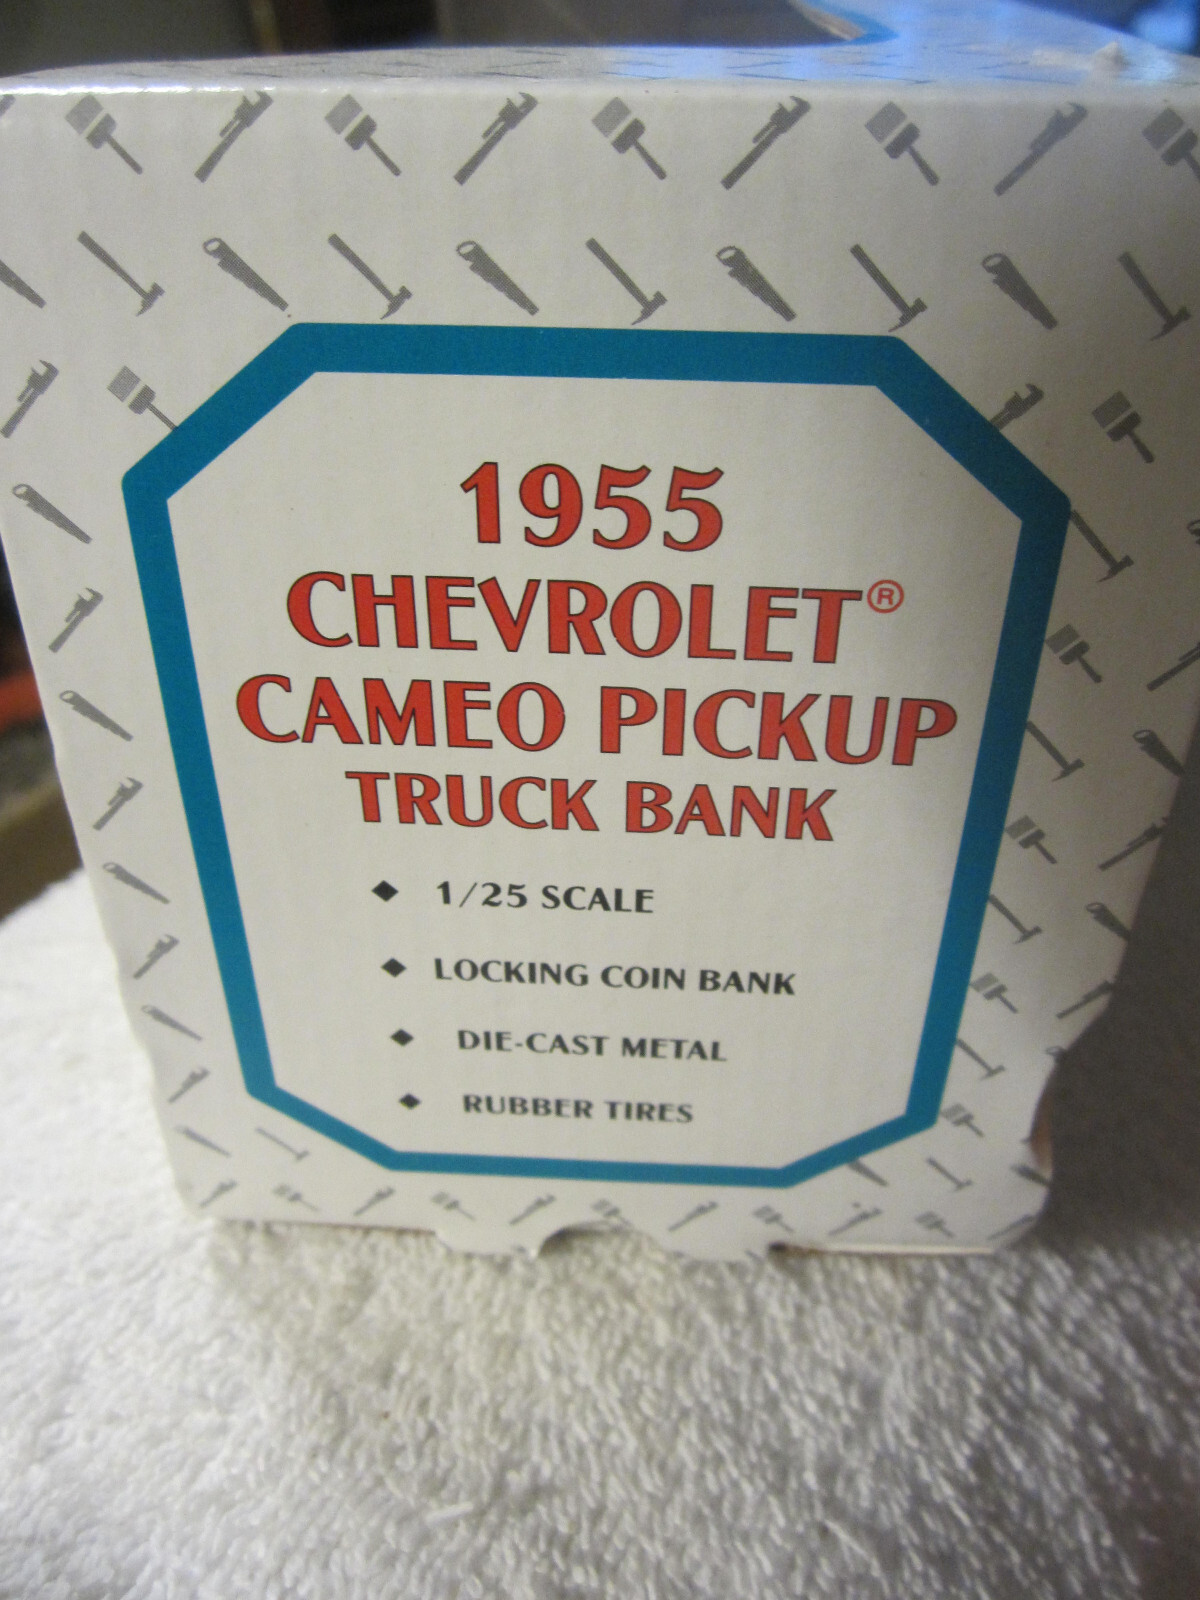 1955
CHEVROLET®
CAMEO PICKUP
TRUCK BANK
◆ 1/25 SCALE
◆ LOCKING COIN BANK
◆ DIE-CAST METAL
◆ RUBBER TIRES